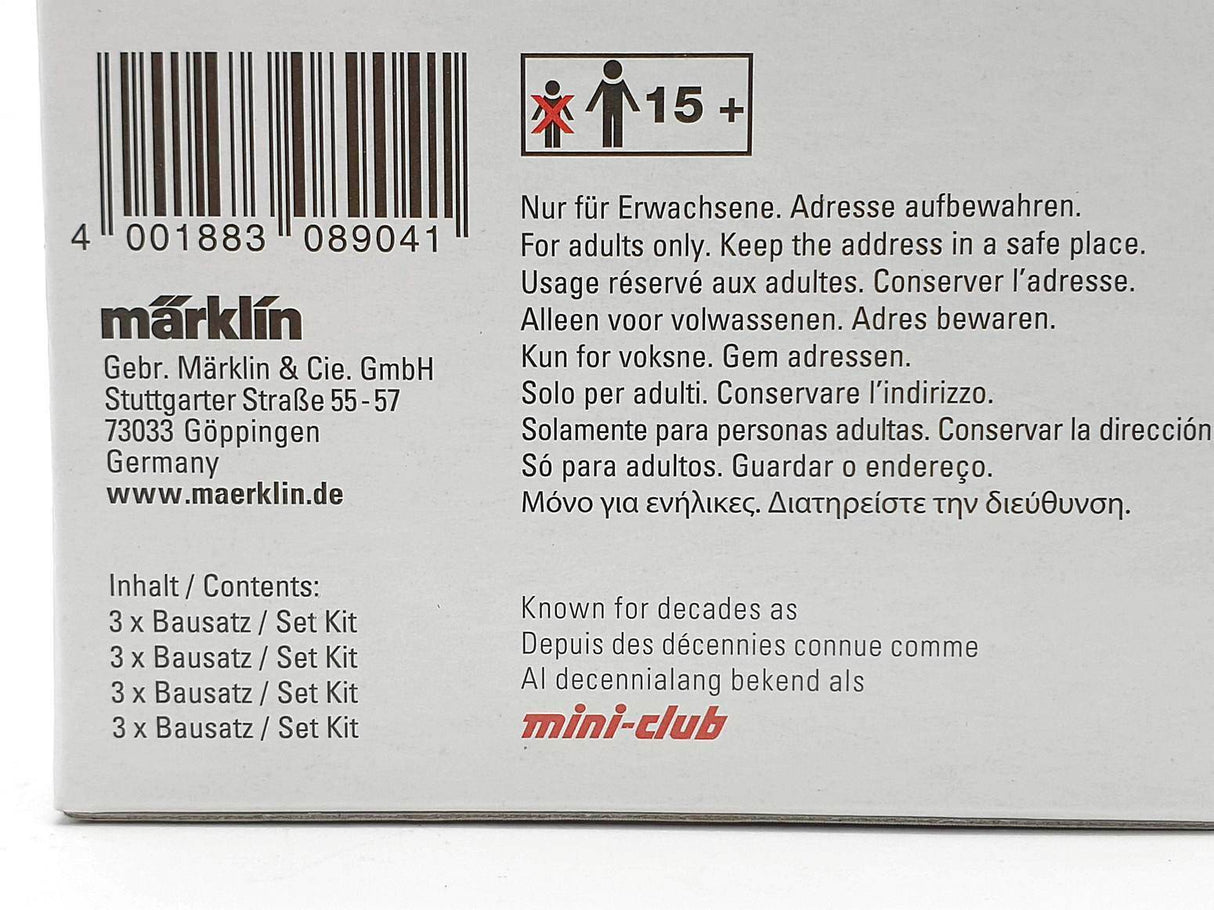 4 001883 089041
märklin
Gebr. Märklin & Cie. GmbH
Stuttgarter Straße 55-57
73033 Göppingen
Germany
www.maerklin.de
Inhalt / Contents:
3 x Bausatz / Set Kit
3 x Bausatz / Set Kit
3 x Bausatz / Set Kit
3 x Bausatz / Set Kit
15 +
Nur für Erwachsene. Adresse aufbewahren.
For adults only. Keep the address in a safe place.
Usage réservé aux adultes. Conserver l'adresse.
Alleen voor volwassenen. Adres bewaren.
Kun for voksne. Gem adressen.
Solo per adulti. Conservare l'indirizzo.
Solamente para personas adultas. Conservar la dirección
Só para adultos. Guardar o endereço.
Μόνο για ενήλικες. Διατηρείστε την διεύθυνση.
Known for decades as
Depuis des décennies connue comme
Al decennialang bekend als
mini-club